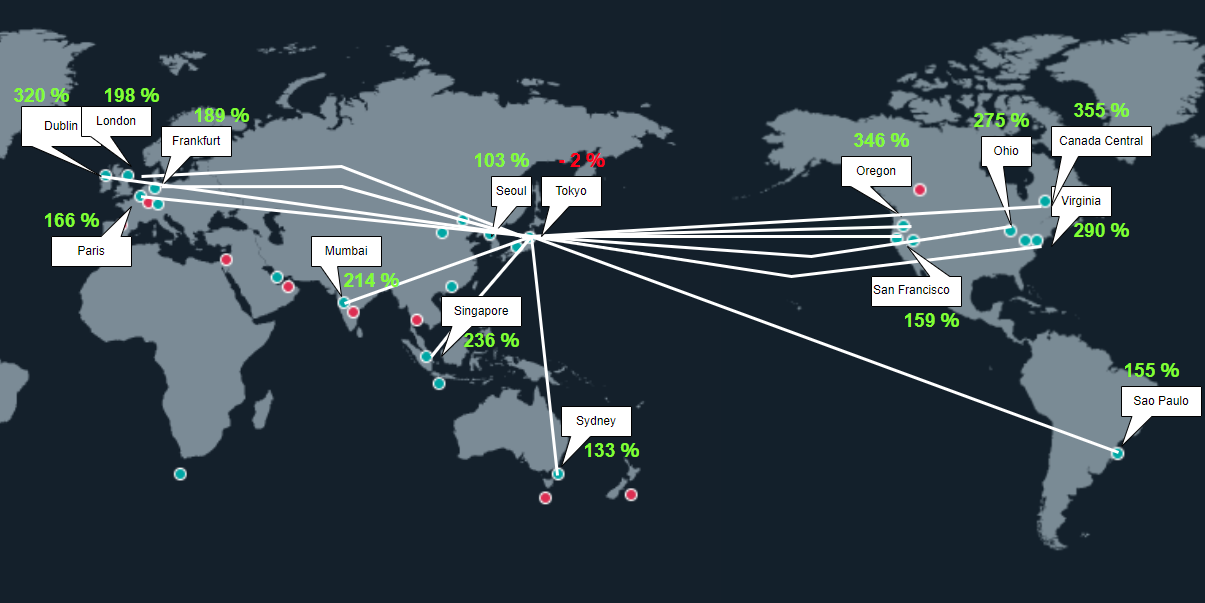 320 %
198 %
189 %
Dublin
London
Frankfurt
166 %
Paris
Mumbai
214 %
103 %
Seoul
- 2 %
Tokyo
Singapore
236 %
Sydney
133 %
346 %
Oregon
275 %
Ohio
355 %
Canada Central
Virginia
290 %
San Francisco
159 %
155 %
Sao Paulo